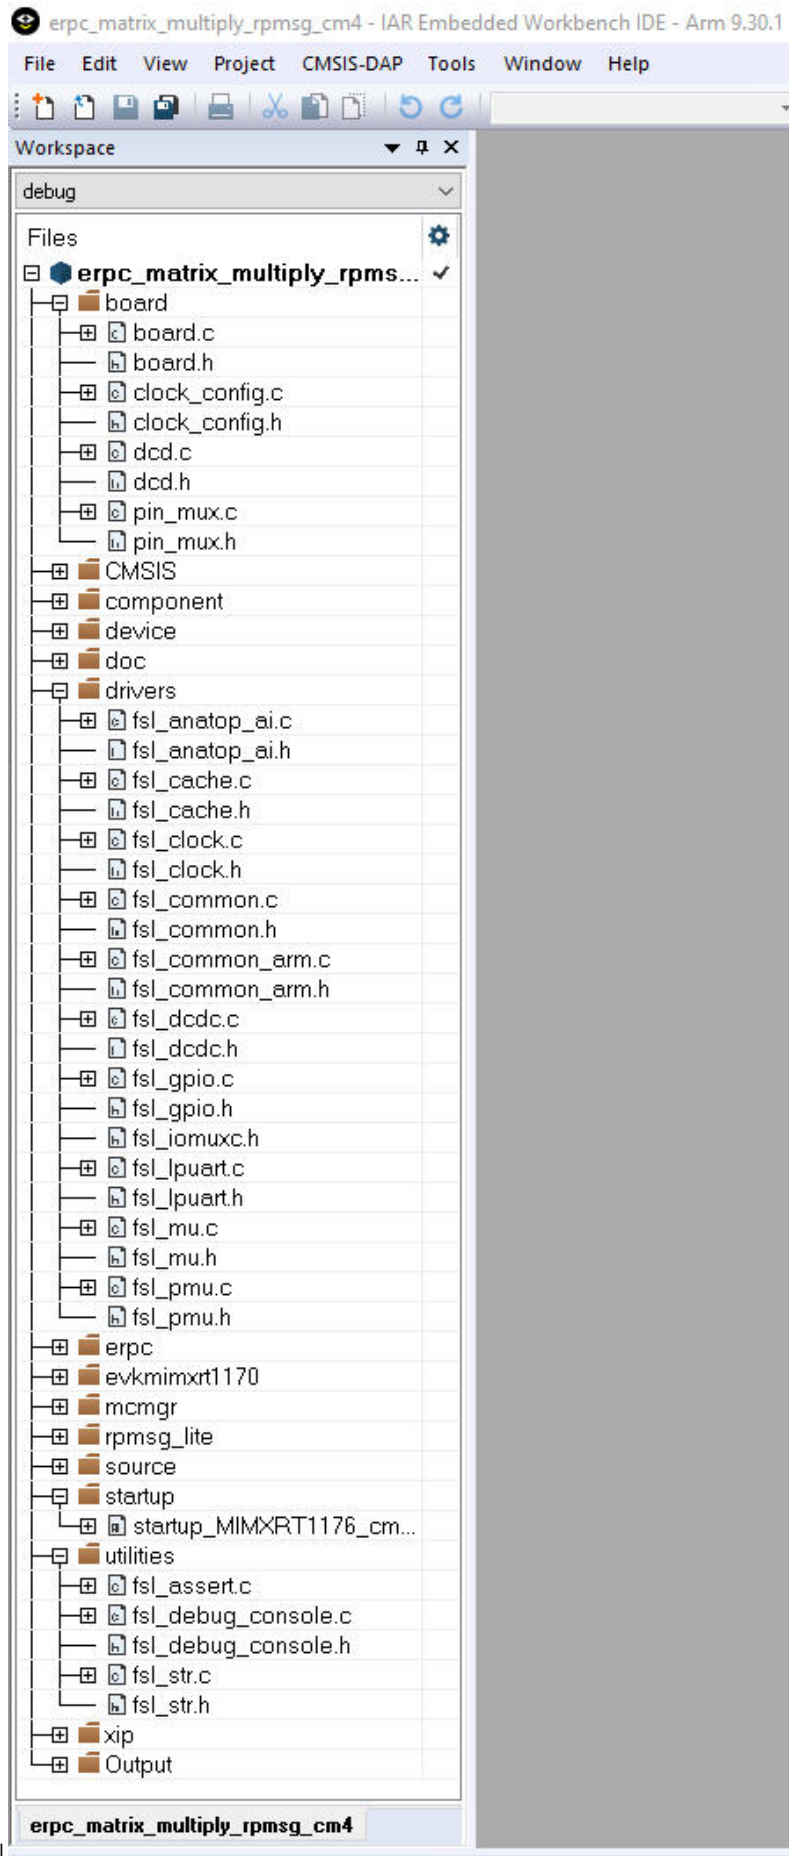 erpc_matrix_multiply_rpmsg_cm4 - IAR Embedded Workbench IDE - Arm 9.30.1
File Edit View Project CMSIS-DAP Tools Window Help
Workspace
debug
Files
erpc_matrix_multiply_rpms...
board
board.c
board.h
clock_config.c
clock_config.h
dcd.c
dcd.h
pin_mux.c
pin_mux.h
CMSIS
component
device
doc
drivers
fsl_anatop_ai.c
fsl_anatop_ai.h
fsl_cache.c
fsl_cache.h
fsl_clock.c
fsl_clock.h
fsl_common.c
fsl_common.h
fsl_common_arm.c
fsl_common_arm.h
fsl_dcdc.c
fsl_dcdc.h
fsl_gpio.c
fsl_gpio.h
fsl_iomuxc.h
fsl_lpuart.c
fsl_lpuart.h
fsl_mu.c
fsl_mu.h
fsl_pmu.c
fsl_pmu.h
erpc
evkmimxrt1170
mcmgr
rpmsg_lite
source
startup
startup_MIMXRT1176_cm...
utilities
fsl_assert.c
fsl_debug_console.c
fsl_debug_console.h
fsl_str.c
fsl_str.h
xip
Output
erpc_matrix_multiply_rpmsg_cm4